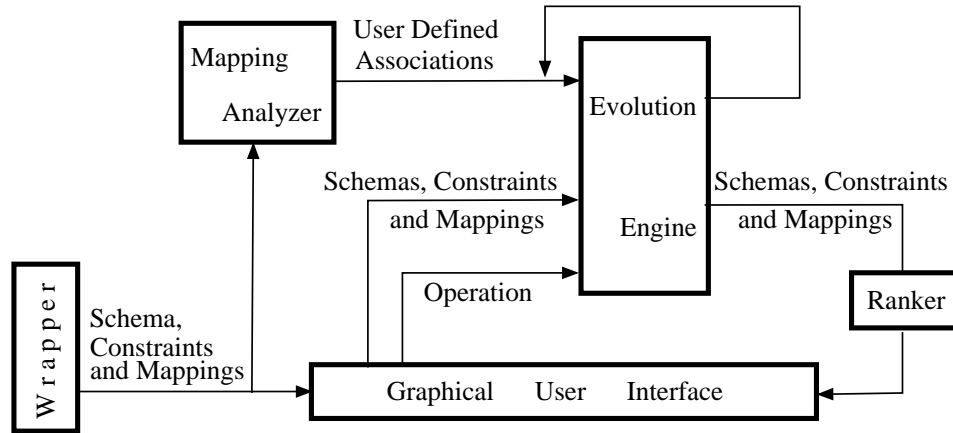 Mapping
Analyzer
User Defined
Associations
Evolution
Engine
Schemas, Constraints
and Mappings
Schemas, Constraints
and Mappings
Operation
Ranker
Wrapper
Schema,
Constraints
and Mappings
Graphical User Interface